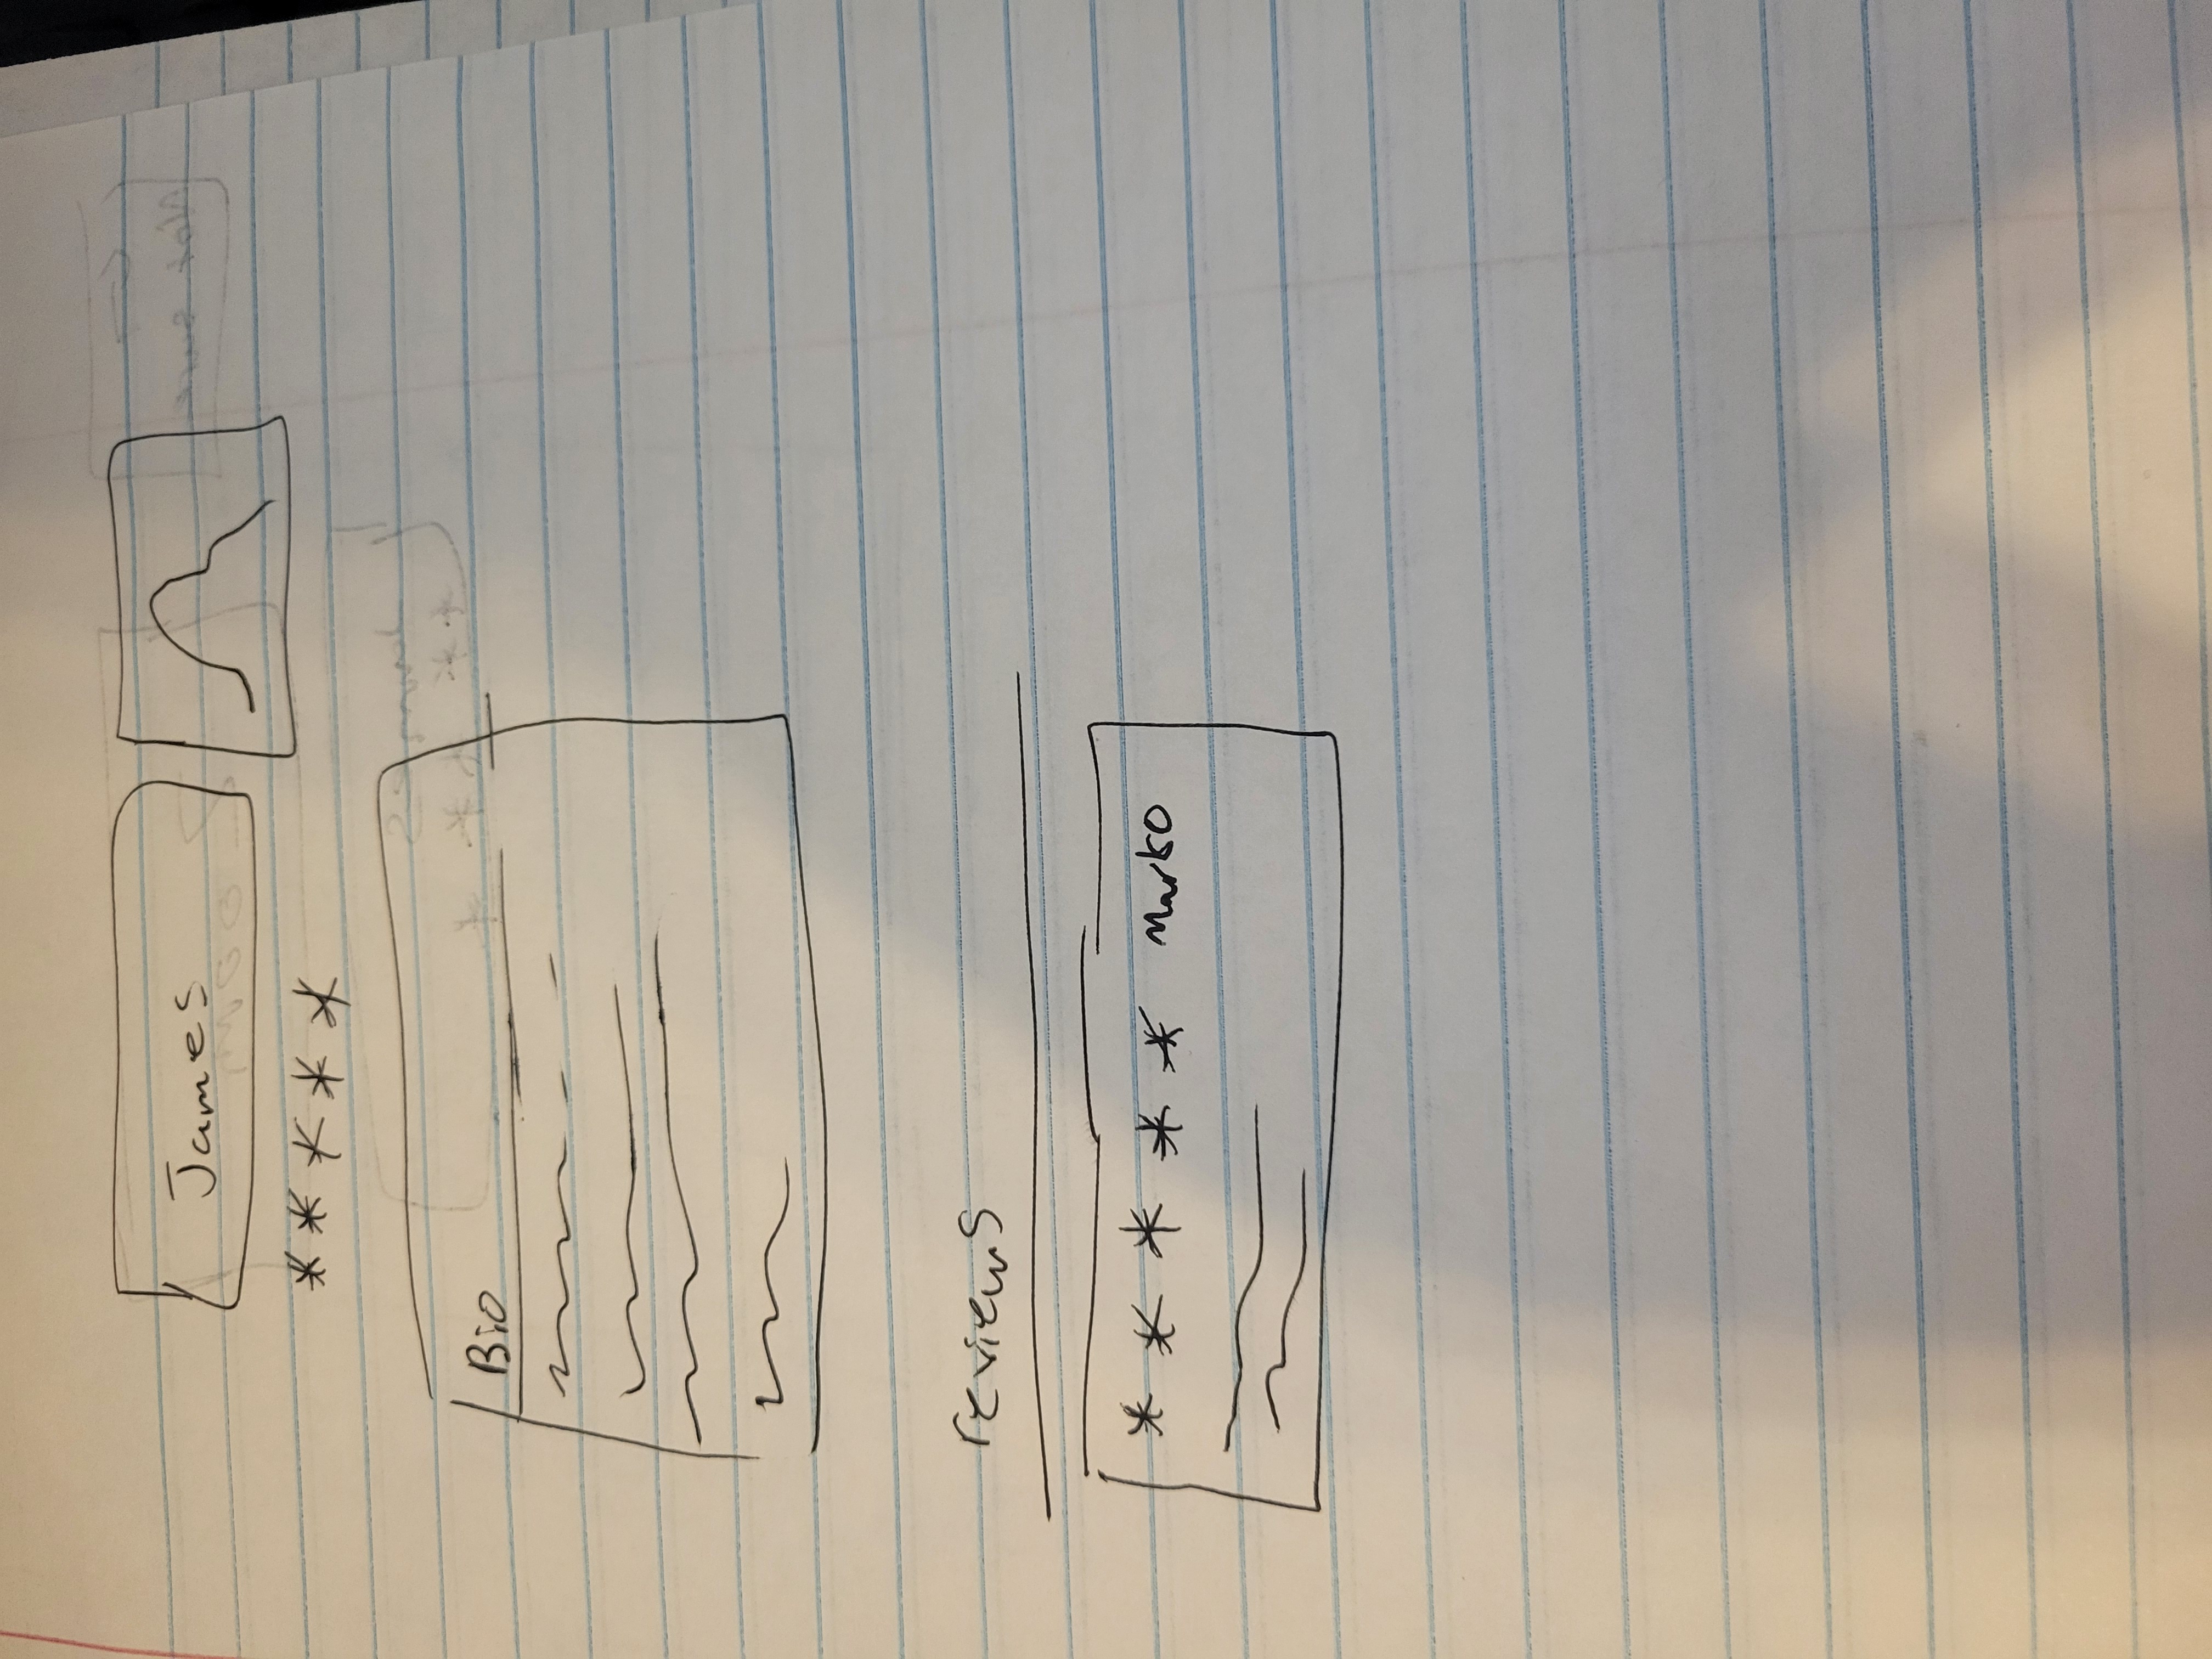 James
* * * * *
Bio
reviews
* * * * * Marko